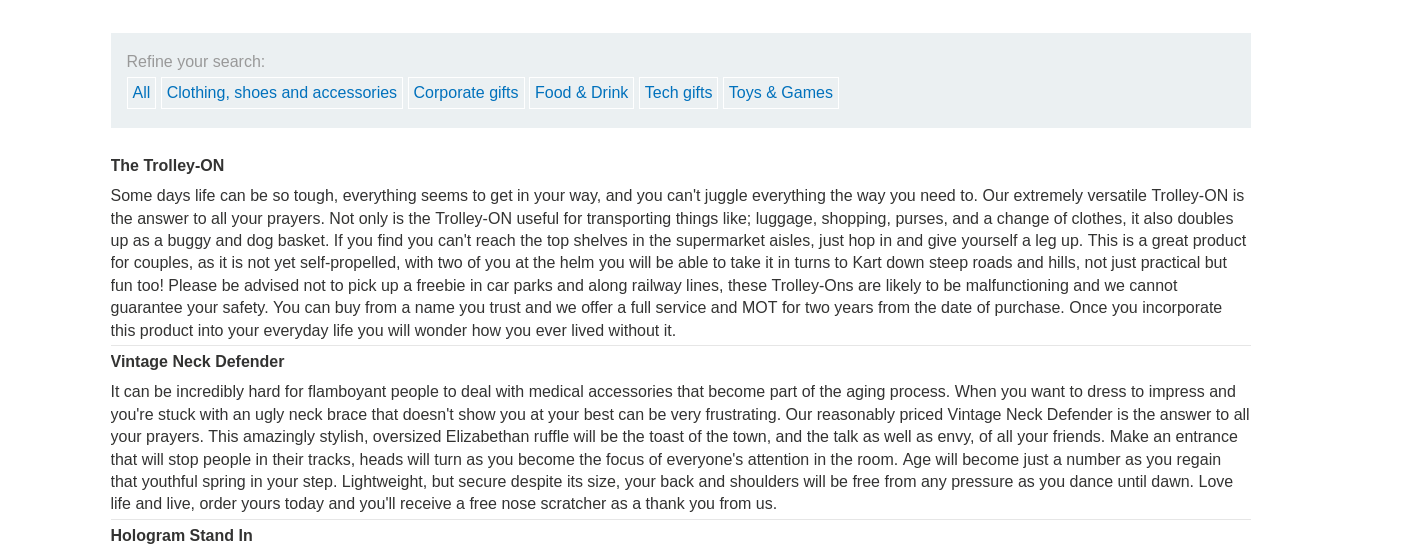 Refine your search:
All Clothing, shoes and accessories Corporate gifts Food & Drink Tech gifts Toys & Games
The Trolley-ON
Some days life can be so tough, everything seems to get in your way, and you can't juggle everything the way you need to. Our extremely versatile Trolley-ON is
the answer to all your prayers. Not only is the Trolley-ON useful for transporting things like; luggage, shopping, purses, and a change of clothes, it also doubles
up as a buggy and dog basket. If you find you can't reach the top shelves in the supermarket aisles, just hop in and give yourself a leg up. This is a great product
for couples, as it is not yet self-propelled, with two of you at the helm you will be able to take it in turns to Kart down steep roads and hills, not just practical but
fun too! Please be advised not to pick up a freebie in car parks and along railway lines, these Trolley-Ons are likely to be malfunctioning and we cannot
guarantee your safety. You can buy from a name you trust and we offer a full service and MOT for two years from the date of purchase. Once you incorporate
this product into your everyday life you will wonder how you ever lived without it.
Vintage Neck Defender
It can be incredibly hard for flamboyant people to deal with medical accessories that become part of the aging process. When you want to dress to impress and
you're stuck with an ugly neck brace that doesn't show you at your best can be very frustrating. Our reasonably priced Vintage Neck Defender is the answer to all
your prayers. This amazingly stylish, oversized Elizabethan ruffle will be the toast of the town, and the talk as well as envy, of all your friends. Make an entrance
that will stop people in their tracks, heads will turn as you become the focus of everyone's attention in the room. Age will become just a number as you regain
that youthful spring in your step. Lightweight, but secure despite its size, your back and shoulders will be free from any pressure as you dance until dawn. Love
life and live, order yours today and you'll receive a free nose scratcher as a thank you from us.
Hologram Stand In